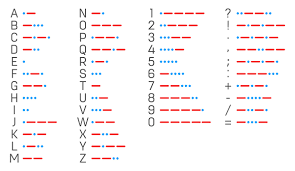 A
B
C
D
E
F
G
H
I
J
K
L
M
N
O
P
Q
R
S
T
U
V
W
X
Y
Z
1
2
3
4
5
6
7
8
9
0
?
!
.
,
;
:
+
-
/
=